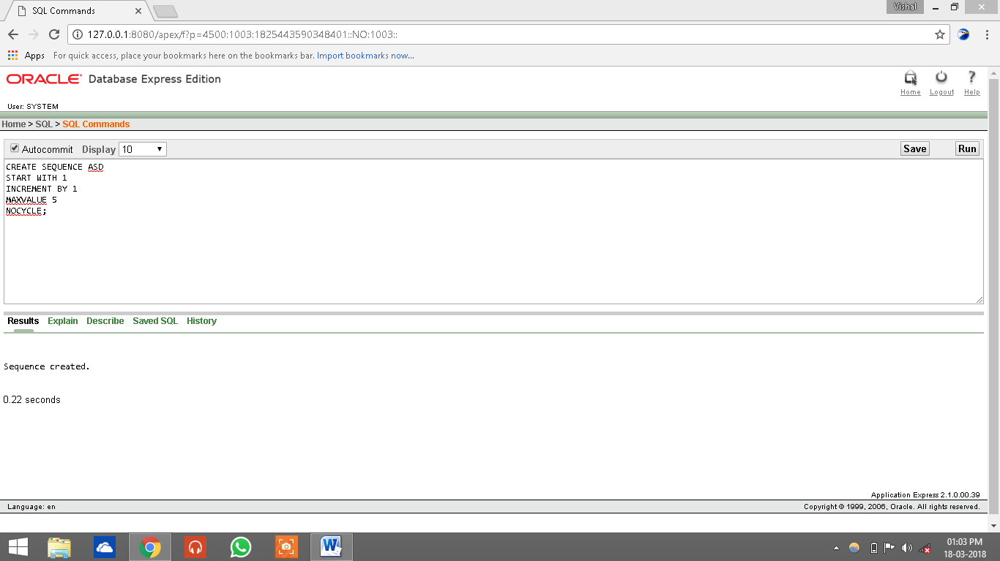 SQL Commands
Vishal
127.0.0.1:8080/apex/f?p=4500:1003:1825443590348401::NO:1003::
Apps For quick access, place your bookmarks here on the bookmarks bar. Import bookmarks now...
ORACLE Database Express Edition
Home Logout Help
User: SYSTEM
Home > SQL > SQL Commands
Autocommit Display 10 Save Run
CREATE SEQUENCE ASD
START WITH 1
INCREMENT BY 1
MAXVALUE 5
NOCYCLE;
Results Explain Describe Saved SQL History
Sequence created.
0.22 seconds
Application Express 2.1.0.00.39
Language: en Copyright © 1999, 2006, Oracle. All rights reserved.
01:03 PM
18-03-2018